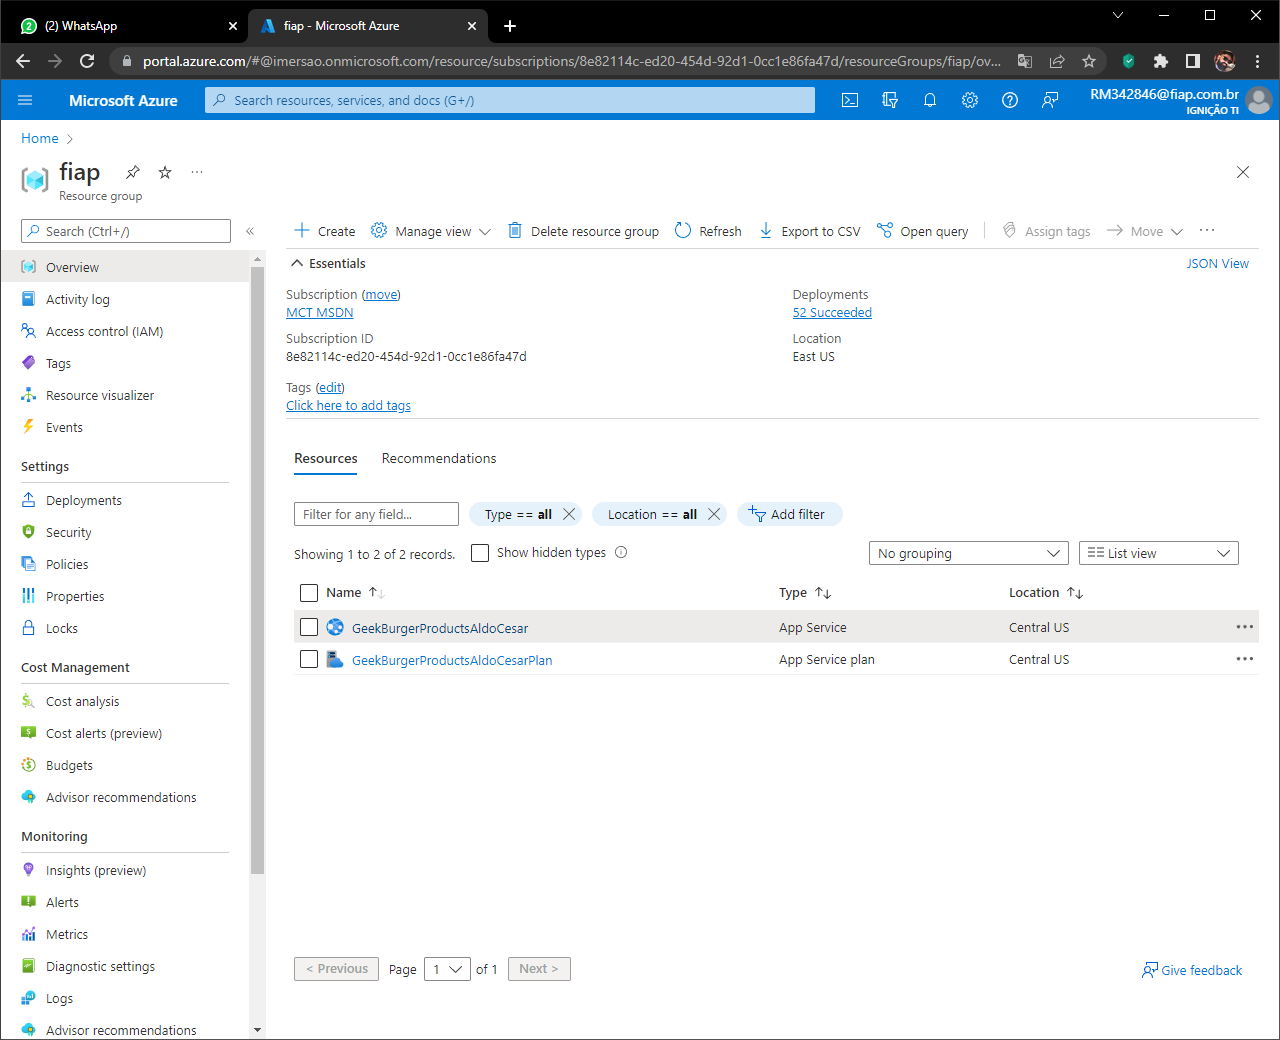 (2) WhatsApp
fiap - Microsoft Azure
portal.azure.com/#@imersao.onmicrosoft.com/resource/subscriptions/8e82114c-ed20-454d-92d1-0cc1e86fa47d/resourceGroups/fiap/ov...
Microsoft Azure
Search resources, services, and docs (G+/)
RM342846@fiap.com.br
IGNIÇÃO TI
Home
fiap
Resource group
Search (Ctrl+/)
Create
Manage view
Delete resource group
Refresh
Export to CSV
Open query
Assign tags
Move
Overview
Activity log
Access control (IAM)
Tags
Resource visualizer
Events
Settings
Deployments
Security
Policies
Properties
Locks
Cost Management
Cost analysis
Cost alerts (preview)
Budgets
Advisor recommendations
Monitoring
Insights (preview)
Alerts
Metrics
Diagnostic settings
Logs
Advisor recommendations
Essentials
JSON View
Subscription (move)
MCT MSDN
Subscription ID
8e82114c-ed20-454d-92d1-0cc1e86fa47d
Deployments
52 Succeeded
Location
East US
Tags (edit)
Click here to add tags
Resources
Recommendations
Filter for any field...
Type == all
Location == all
Add filter
Showing 1 to 2 of 2 records.
Show hidden types
No grouping
List view
Name
Type
Location
GeekBurgerProductsAldoCesar
App Service
Central US
GeekBurgerProductsAldoCesarPlan
App Service plan
Central US
< Previous
Page
1
of 1
Next >
Give feedback